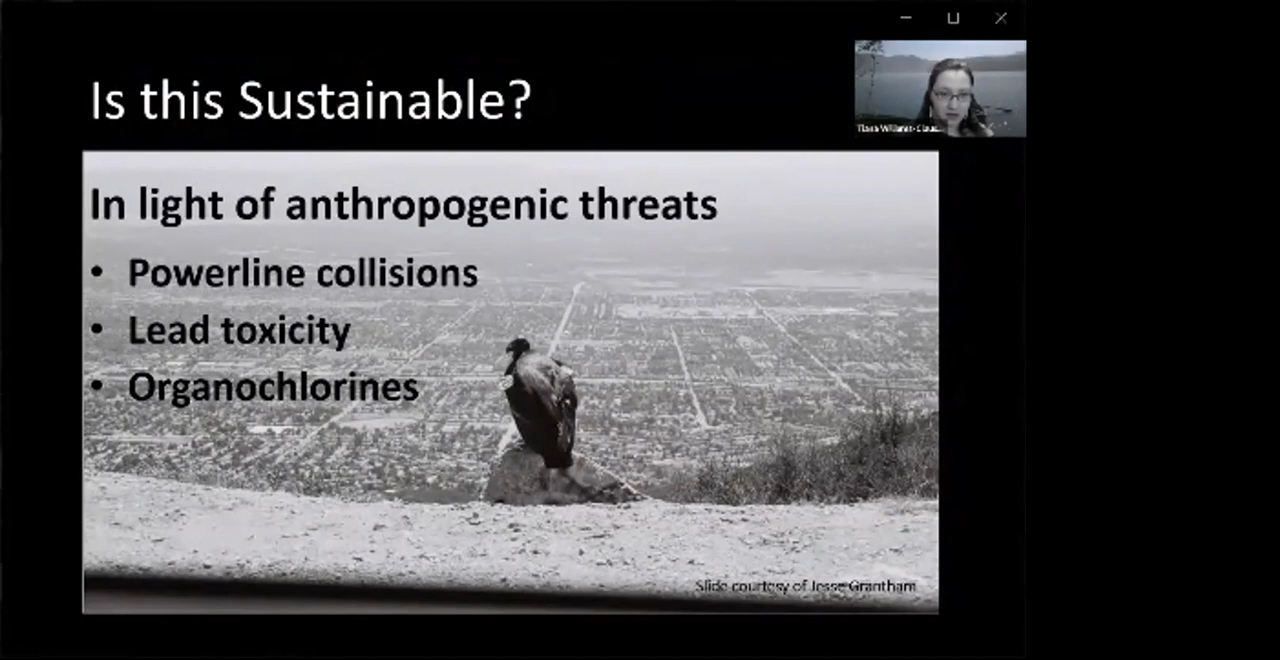 Is this Sustainable?
In light of anthropogenic threats
• Powerline collisions
• Lead toxicity
• Organochlorines
Slide courtesy of Jesse Grantham